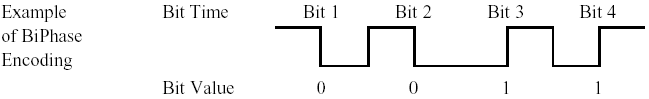 Example Bit Time Bit 1 Bit 2 Bit 3 Bit 4
of BiPhase
Encoding
Bit Value 0 0 1 1